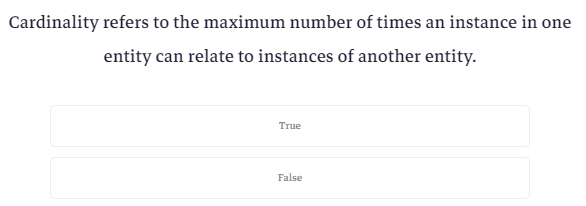 Cardinality refers to the maximum number of times an instance in one
entity can relate to instances of another entity.
True
False